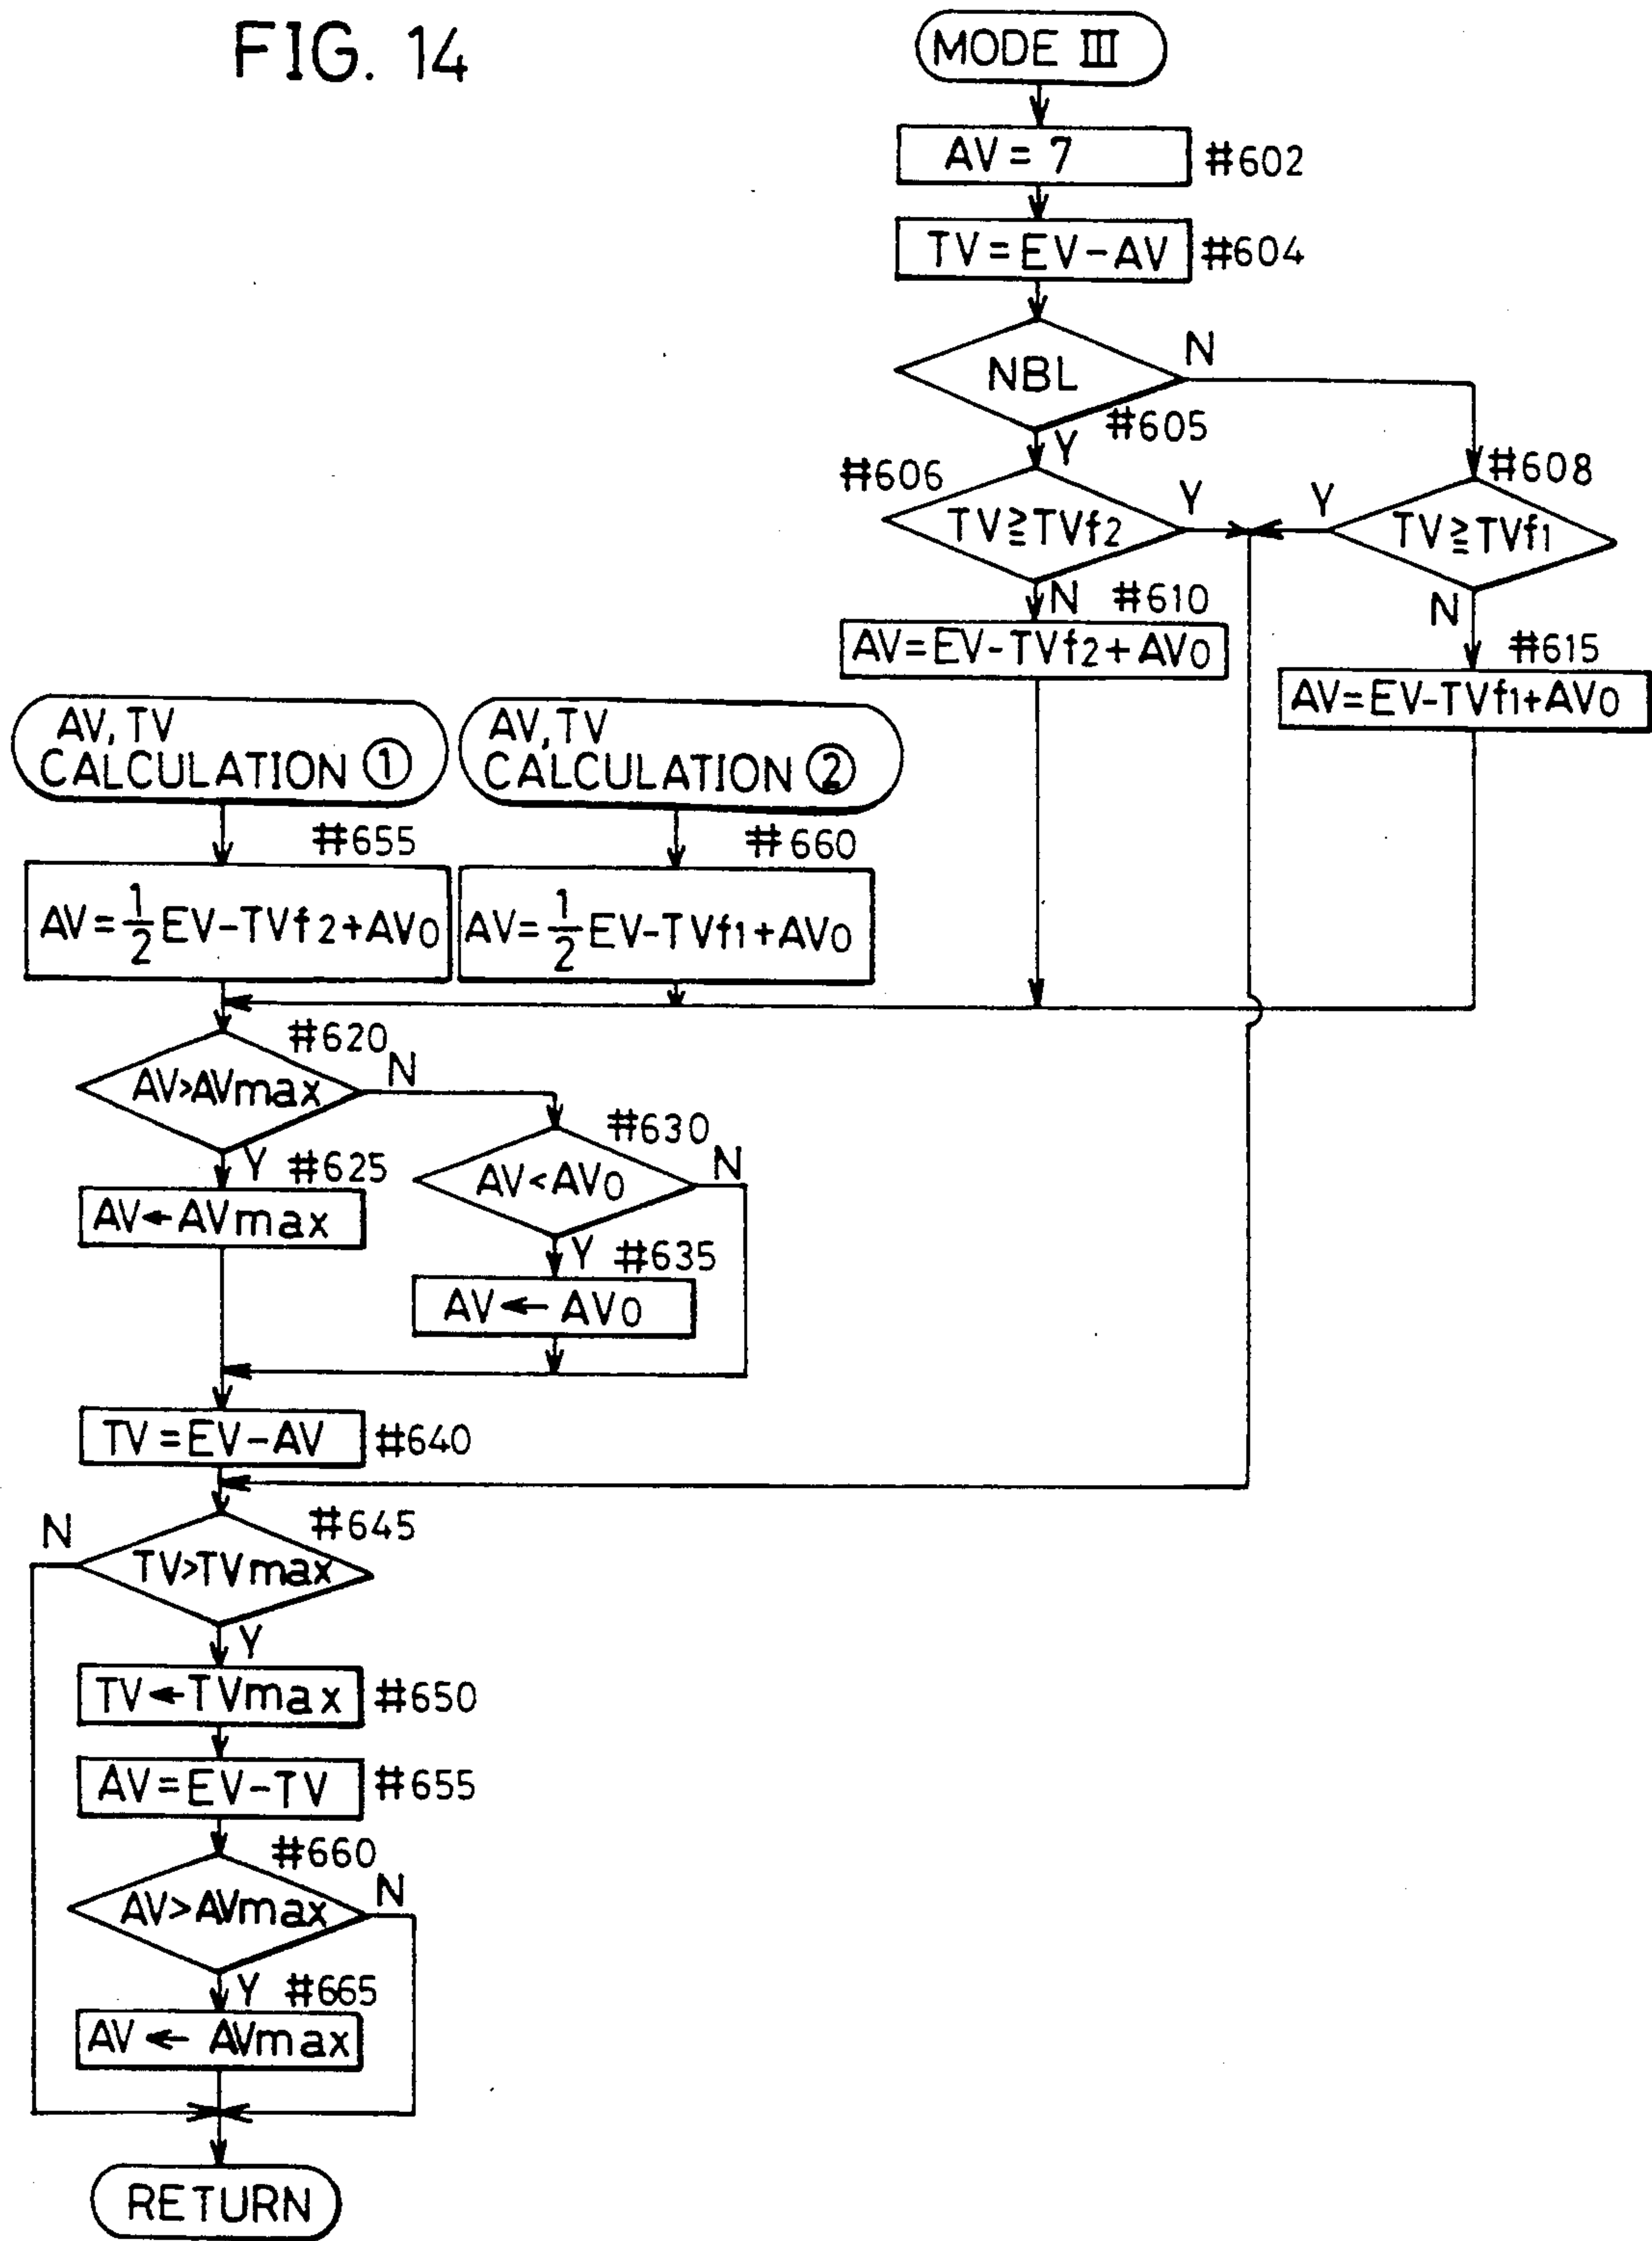 FIG. 14
MODE III
AV = 7
#602
TV=EV-AV
#604
NBL
N
#605
Y
#606
TV≧TVf2
Y
#608
Y
TV≧TVf1
N
#610
AV=EV-TVf2+AV0
N
#615
AV=EV-TVf1+AV0
AV, TV
CALCULATION ①
AV, TV
CALCULATION ②
#655
AV=1/2EV-TVf2+AV0
#660
AV=1/2EV-TVf1+AV0
#620
AV>AVmax
N
Y
#625
AV←AVmax
#630
AV<AV0
N
Y
#635
AV←AV0
TV=EV-AV
#640
N
#645
TV>TVmax
Y
TV←TVmax
#650
AV=EV-TV
#655
#660
AV>AVmax
N
Y
#665
AV←AVmax
RETURN